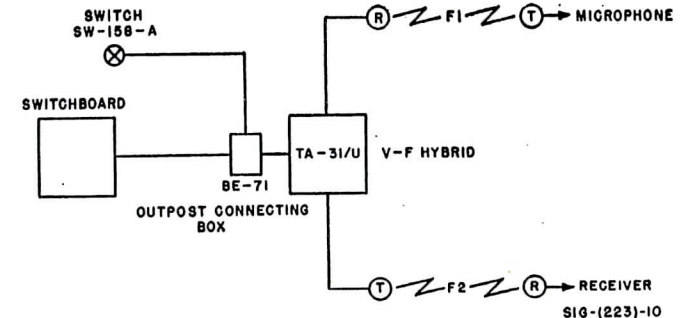 SWITCH
SW-158-A
R F1 T MICROPHONE
SWITCHBOARD
TA-31/U V-F HYBRID
BE-71
OUTPOST CONNECTING
BOX
T F2 R RECEIVER
SIG-(223)-10